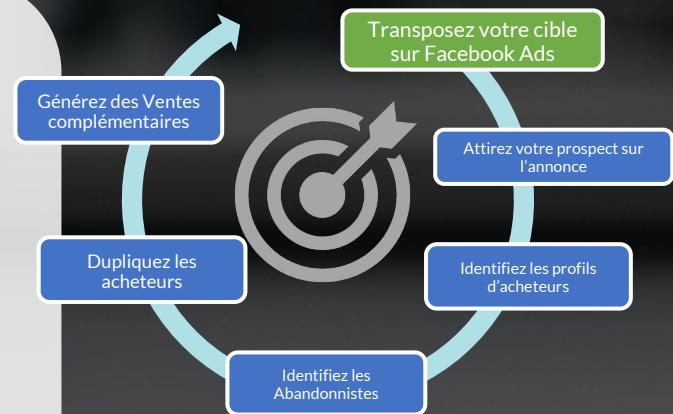 Transposez votre cible
sur Facebook Ads
Attirez votre prospect sur
l'annonce
Identifiez les profils
d'acheteurs
Identifiez les
Abandonnistes
Dupliquez les
acheteurs
Générez des Ventes
complémentaires